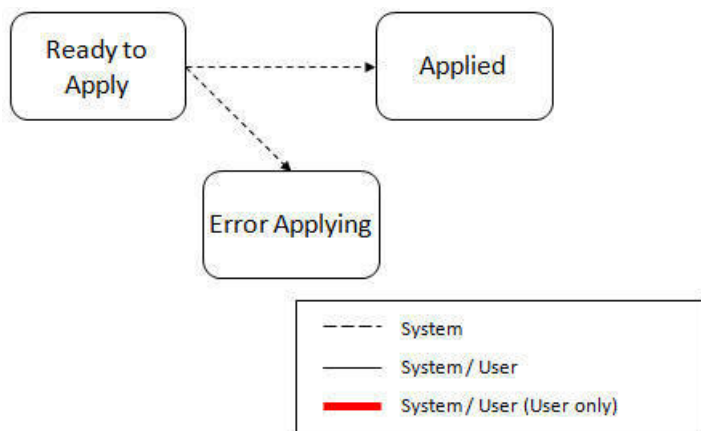 Ready to
Apply
Applied
Error Applying
System
System / User
System / User (User only)